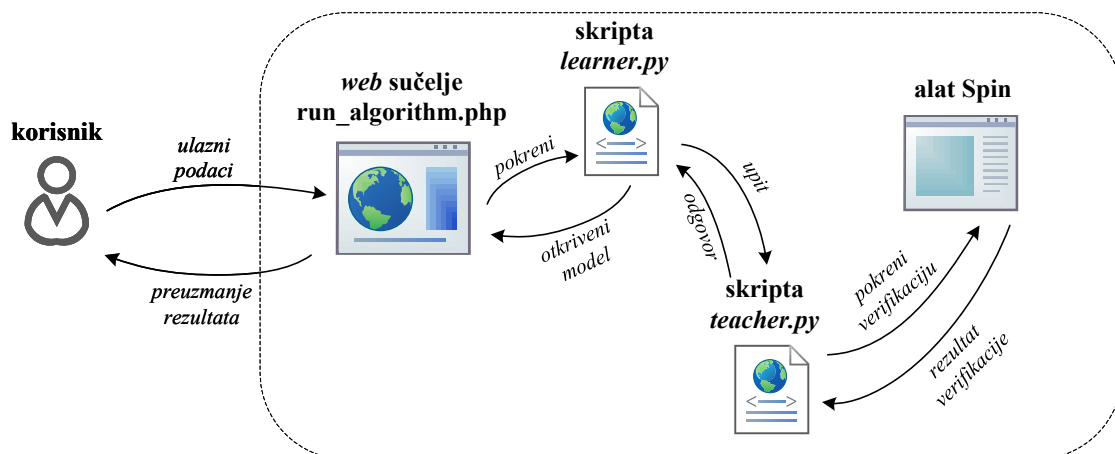 korisnik
ulazni
podaci
preuzmanje
rezultata
web sučelje
run_algorithm.php
pokreni
otkriveni
model
skripta
learner.py
upit
odgovor
skripta
teacher.py
pokreni
verifikaciju
rezultat
verifikacije
alat Spin